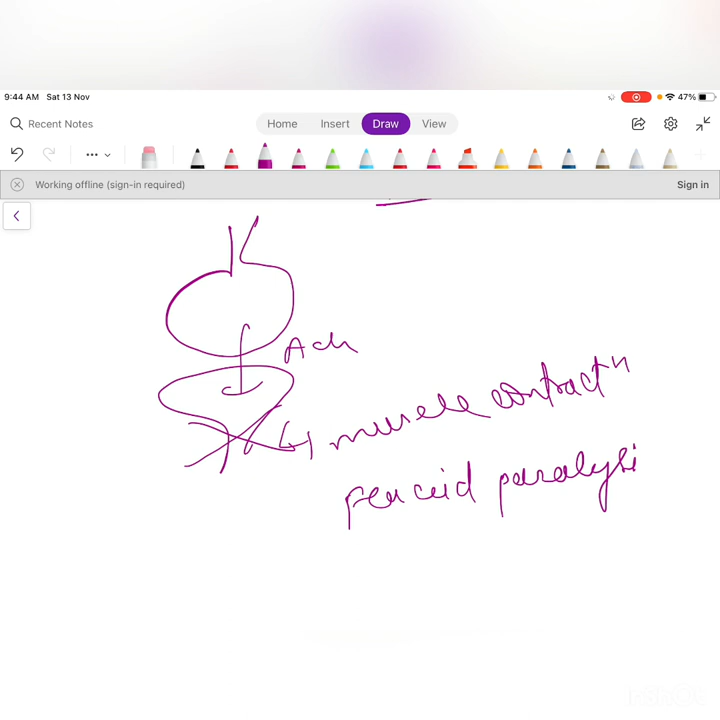 9:44 AM Sat 13 Nov
47%
Recent Notes
Home Insert Draw View
Working offline (sign-in required)
Sign in
Ach
(-) muscle contractⁿ
flaccid paralysi